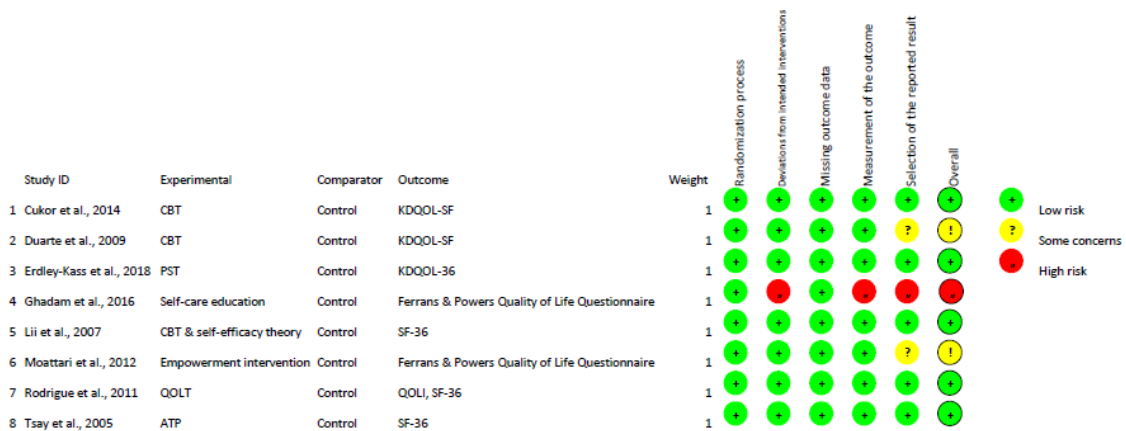 Randomization process
Deviations from intended interventions
Missing outcome data
Measurement of the outcome
Selection of the reported result
Overall
Study ID Experimental Comparator Outcome Weight
1 Cukor et al., 2014 CBT Control KDQOL-SF 1 + + + + + +
2 Duarte et al., 2009 CBT Control KDQOL-SF 1 + + + + ? !
3 Erdley-Kass et al., 2018 PST Control KDQOL-36 1 + + + + + +
4 Ghadam et al., 2016 Self-care education Control Ferrans & Powers Quality of Life Questionnaire 1 + +
5 Lii et al., 2007 CBT & self-efficacy theory Control SF-36 1 + + + + + +
6 Moattari et al., 2012 Empowerment intervention Control Ferrans & Powers Quality of Life Questionnaire 1 + + + + ? !
7 Rodrigue et al., 2011 QOLT Control QOLI, SF-36 1 + + + + + +
8 Tsay et al., 2005 ATP Control SF-36 1 + + + + + +
+ Low risk
? Some concerns
High risk